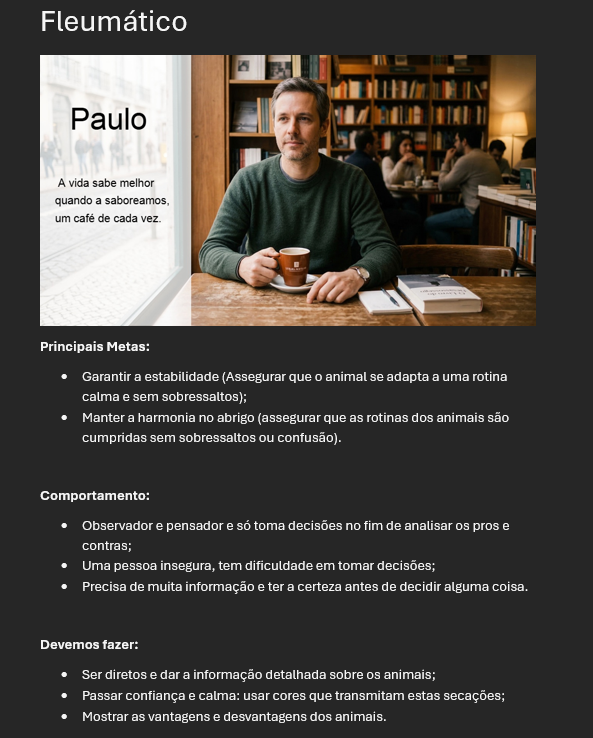 Fleumático
Paulo
A vida sabe melhor
quando a saboreamos,
um café de cada vez.
Principais Metas:
• Garantir a estabilidade (Assegurar que o animal se adapta a uma rotina
calma e sem sobressaltos);
• Manter a harmonia no abrigo (assegurar que as rotinas dos animais são
cumpridas sem sobressaltos ou confusão).
Comportamento:
• Observador e pensador e só toma decisões no fim de analisar os pros e
contras;
• Uma pessoa insegura, tem dificuldade em tomar decisões;
• Precisa de muita informação e ter a certeza antes de decidir alguma coisa.
Devemos fazer:
• Ser diretos e dar a informação detalhada sobre os animais;
• Passar confiança e calma: usar cores que transmitam estas secações;
• Mostrar as vantagens e desvantagens dos animais.